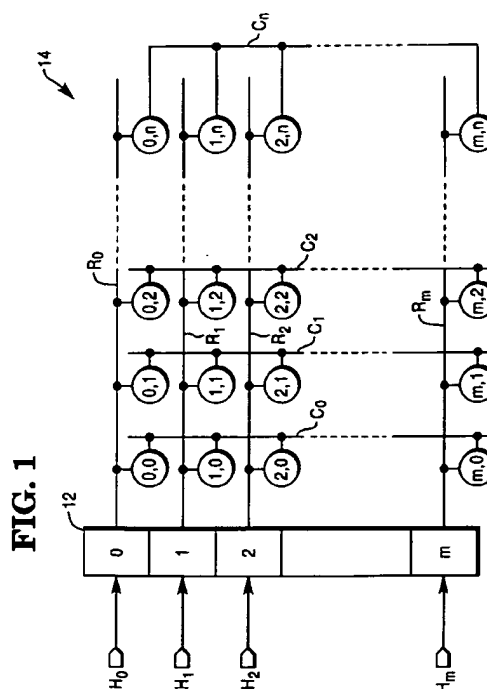 FIG. 1
12
14
H0
0
R0
0,0
0,1
0,2
0,n
H1
1
R1
1,0
1,1
1,2
1,n
H2
2
R2
2,0
2,1
2,2
2,n
C0
C1
C2
Cn
Hm
m
Rm
m,0
m,1
m,2
m,n